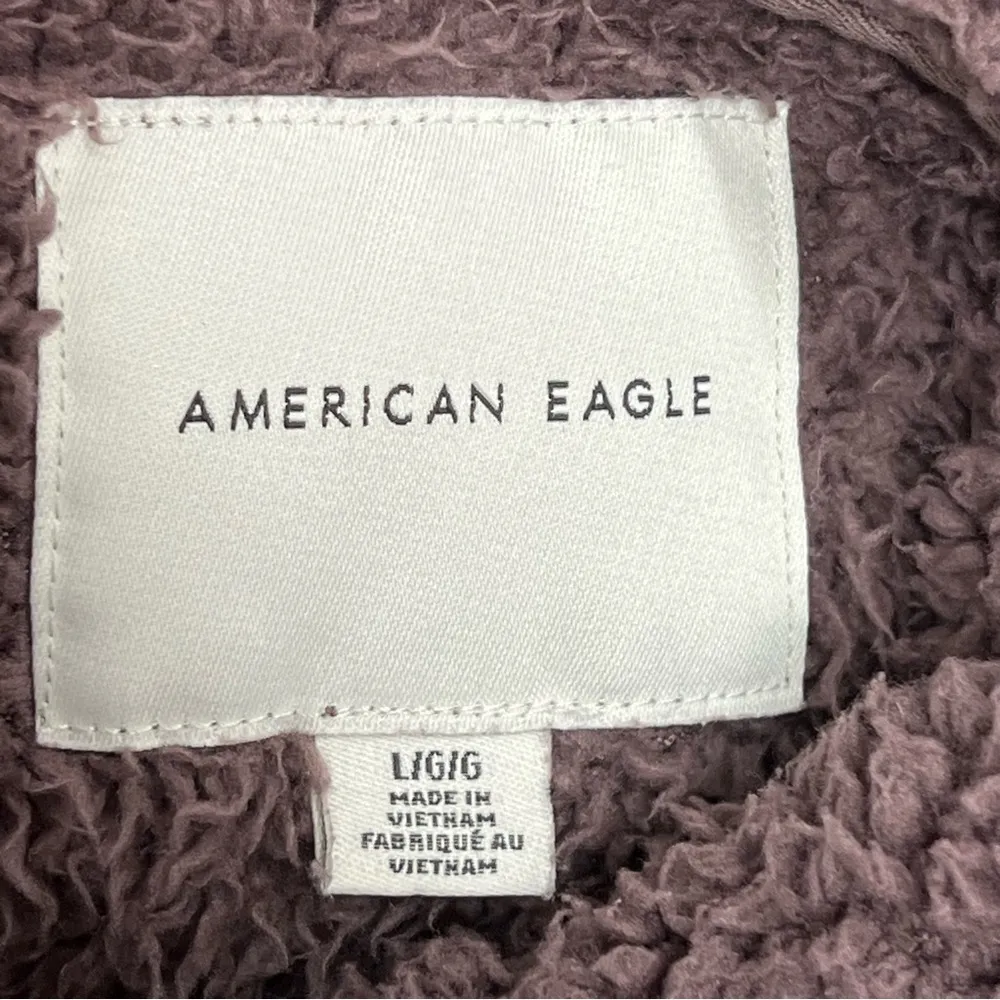 AMERICAN EAGLE
L/G/G
MADE IN
VIETNAM
FABRIQUÉ AU
VIETNAM